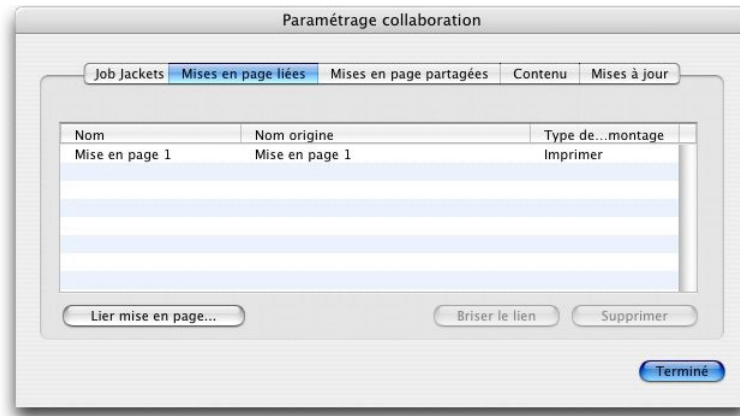 Paramétrage collaboration
Job Jackets Mises en page liées Mises en page partagées Contenu Mises à jour
Nom Nom origine Type de...montage
Mise en page 1 Mise en page 1 Imprimer
Lier mise en page... Briser le lien Supprimer
Terminé